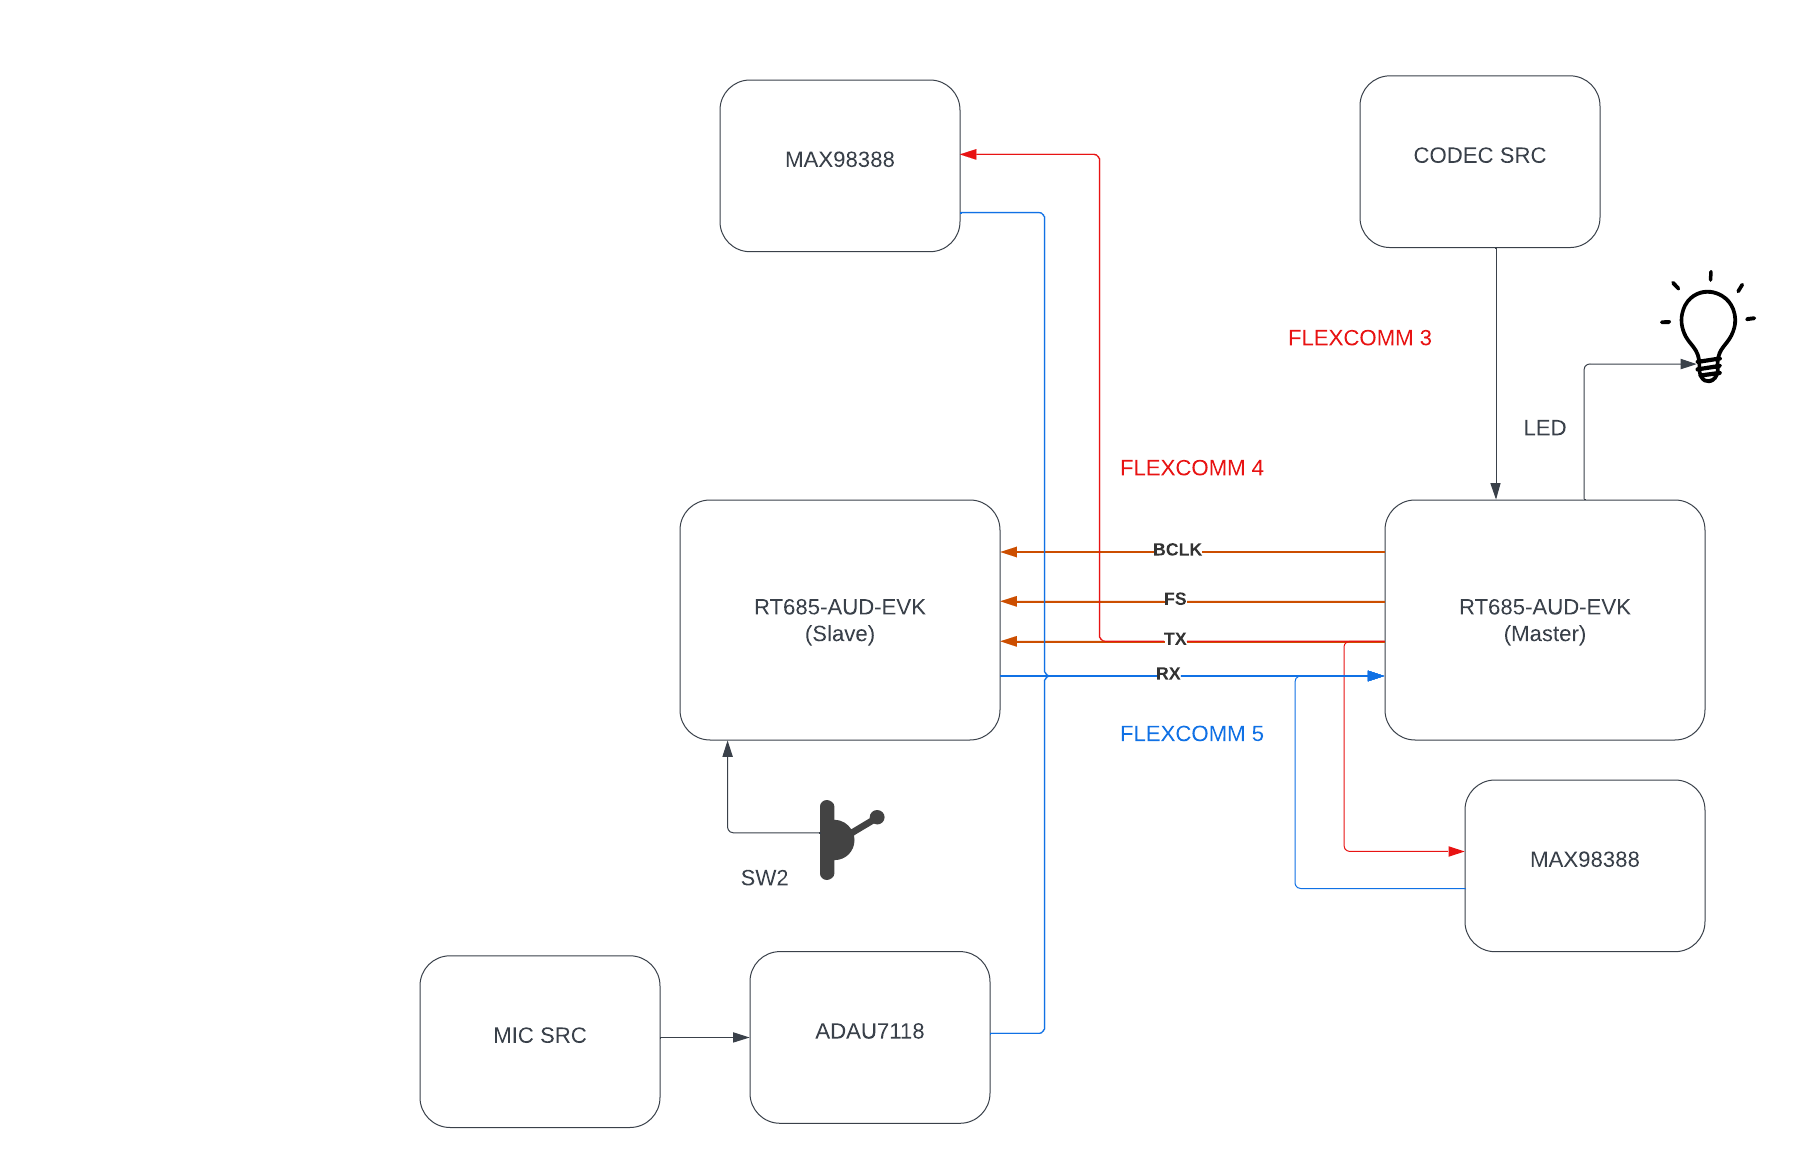 MAX98388
CODEC SRC
FLEXCOMM 3
LED
FLEXCOMM 4
BCLK
FS
TX
RX
RT685-AUD-EVK
(Slave)
RT685-AUD-EVK
(Master)
FLEXCOMM 5
SW2
MAX98388
MIC SRC
ADAU7118